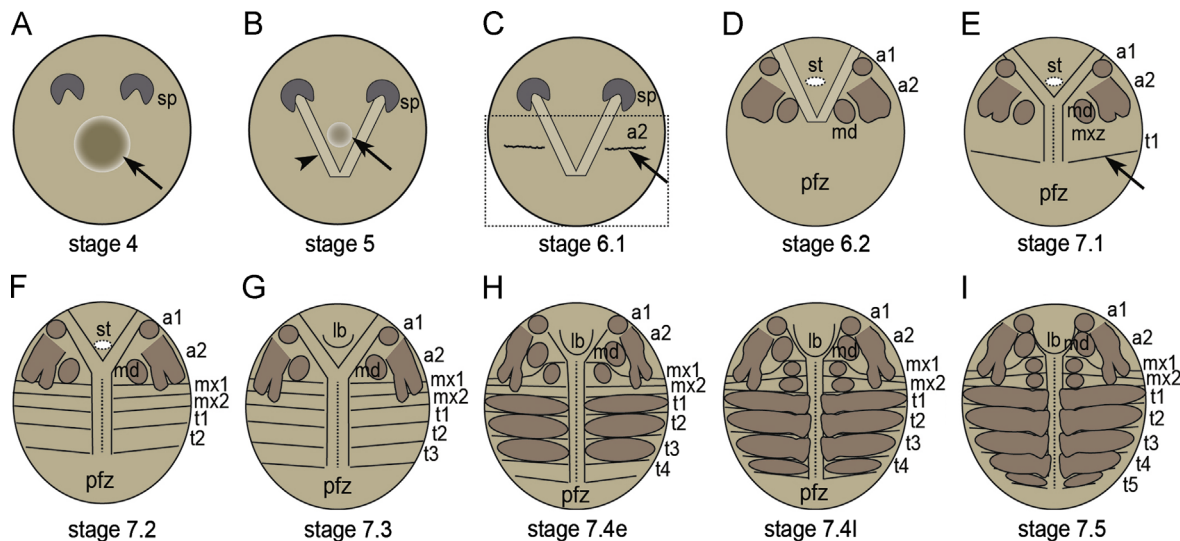 A
sp
stage 4
B
sp
stage 5
C
sp
a2
stage 6.1
D
st
a1
a2
md
pfz
stage 6.2
E
st
a1
a2
md
mxz
t1
pfz
stage 7.1
F
st
a1
a2
md
mx1
mx2
t1
t2
pfz
stage 7.2
G
lb
a1
a2
md
mx1
mx2
t1
t2
t3
pfz
stage 7.3
H
lb
a1
a2
md
mx1
mx2
t1
t2
t3
t4
pfz
stage 7.4e
lb
a1
a2
md
mx1
mx2
t1
t2
t3
t4
pfz
stage 7.4l
I
lb
a1
a2
md
mx1
mx2
t1
t2
t3
t4
t5
stage 7.5